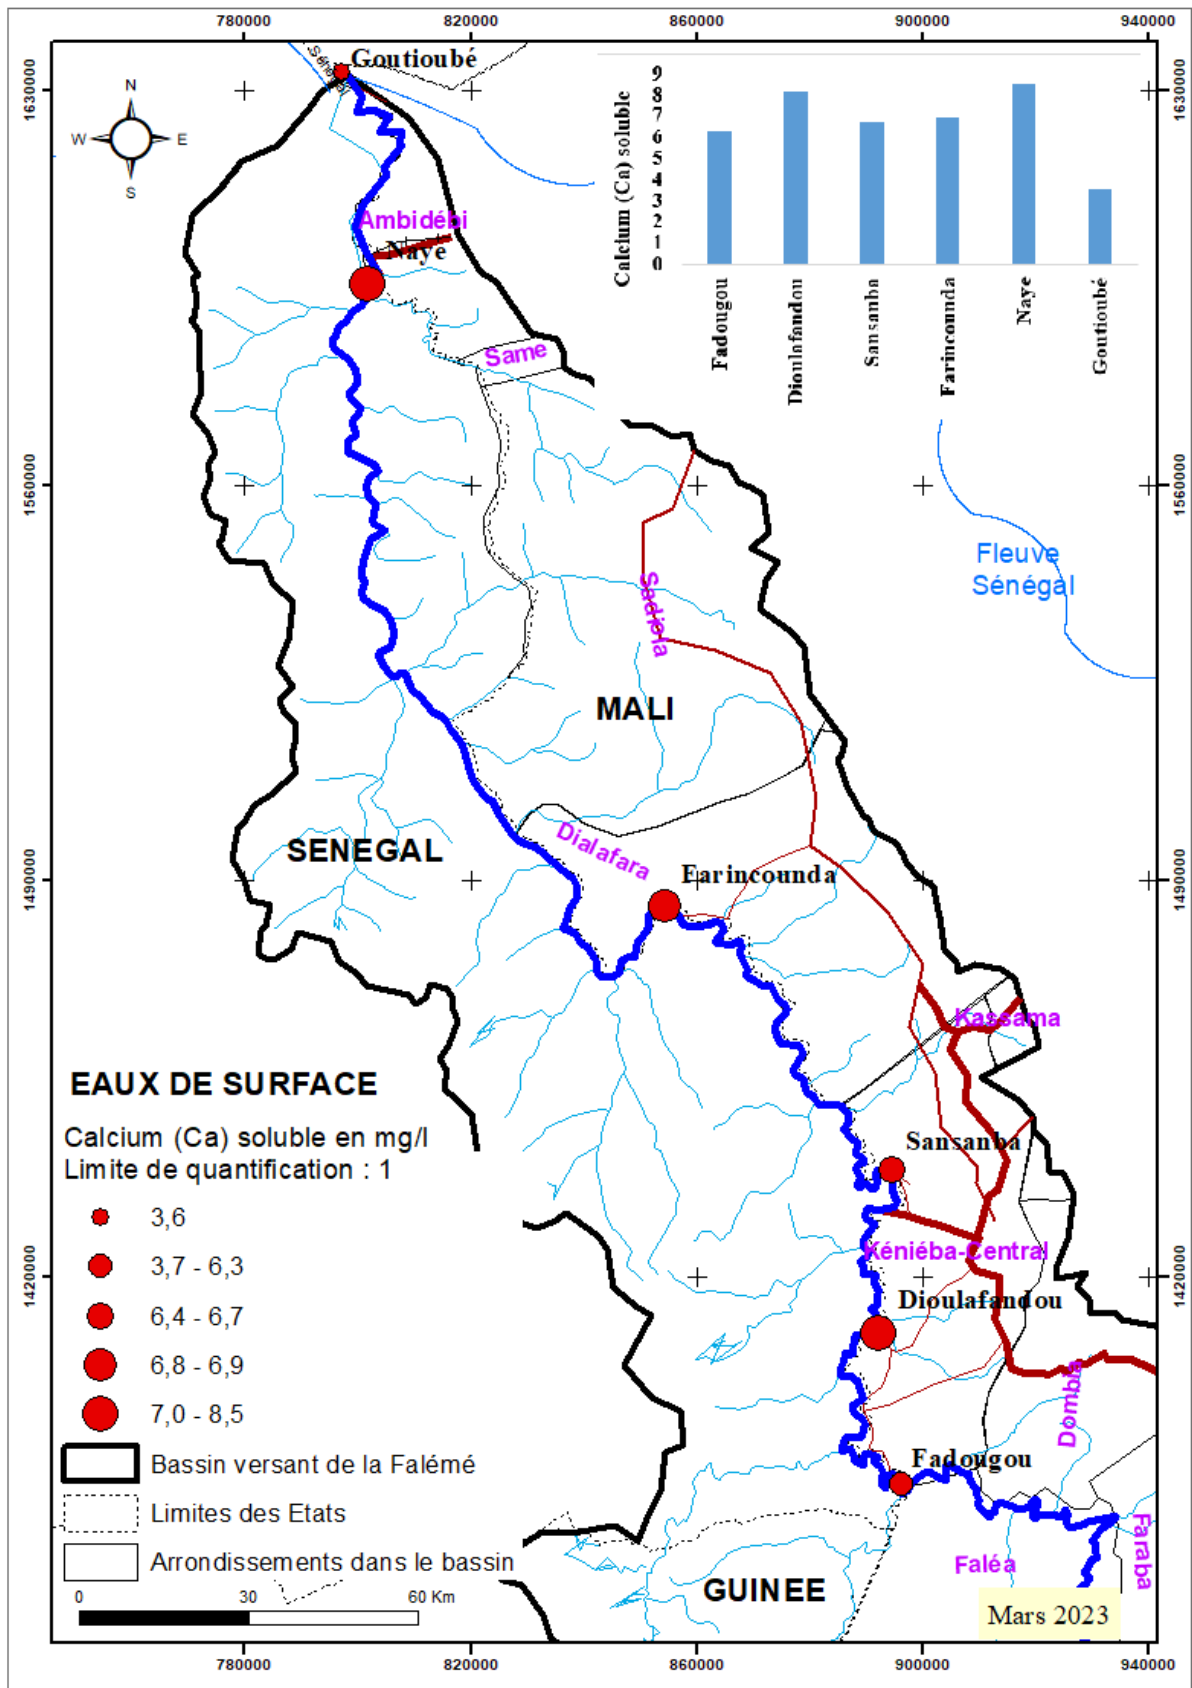 780000
820000
860000
900000
940000
1630000
1630000
Sénégal
Goutioubé
N
W
E
S
Calcium (Ca) soluble
9
8
7
6
5
4
3
2
1
0
Fadougou
Dioulafandou
Sansanba
Farinconnda
Naye
Goutioubé
Ambidébi
Naye
Same
1560000
1560000
Fleuve
Sénégal
Sadiola
MALI
SENEGAL
Dialafara
Farincounda
1490000
1490000
Kassama
EAUX DE SURFACE
Calcium (Ca) soluble en mg/l
Limite de quantification : 1
3,6
3,7 - 6,3
6,4 - 6,7
6,8 - 6,9
7,0 - 8,5
Bassin versant de la Falémé
Limites des Etats
Arrondissements dans le bassin
0
30
60 Km
Sansanba
Kéniéba-Central
1420000
1420000
Dioulafandou
Dombia
Fadougou
Faraba
Faléa
GUINEE
Mars 2023
780000
820000
860000
900000
940000